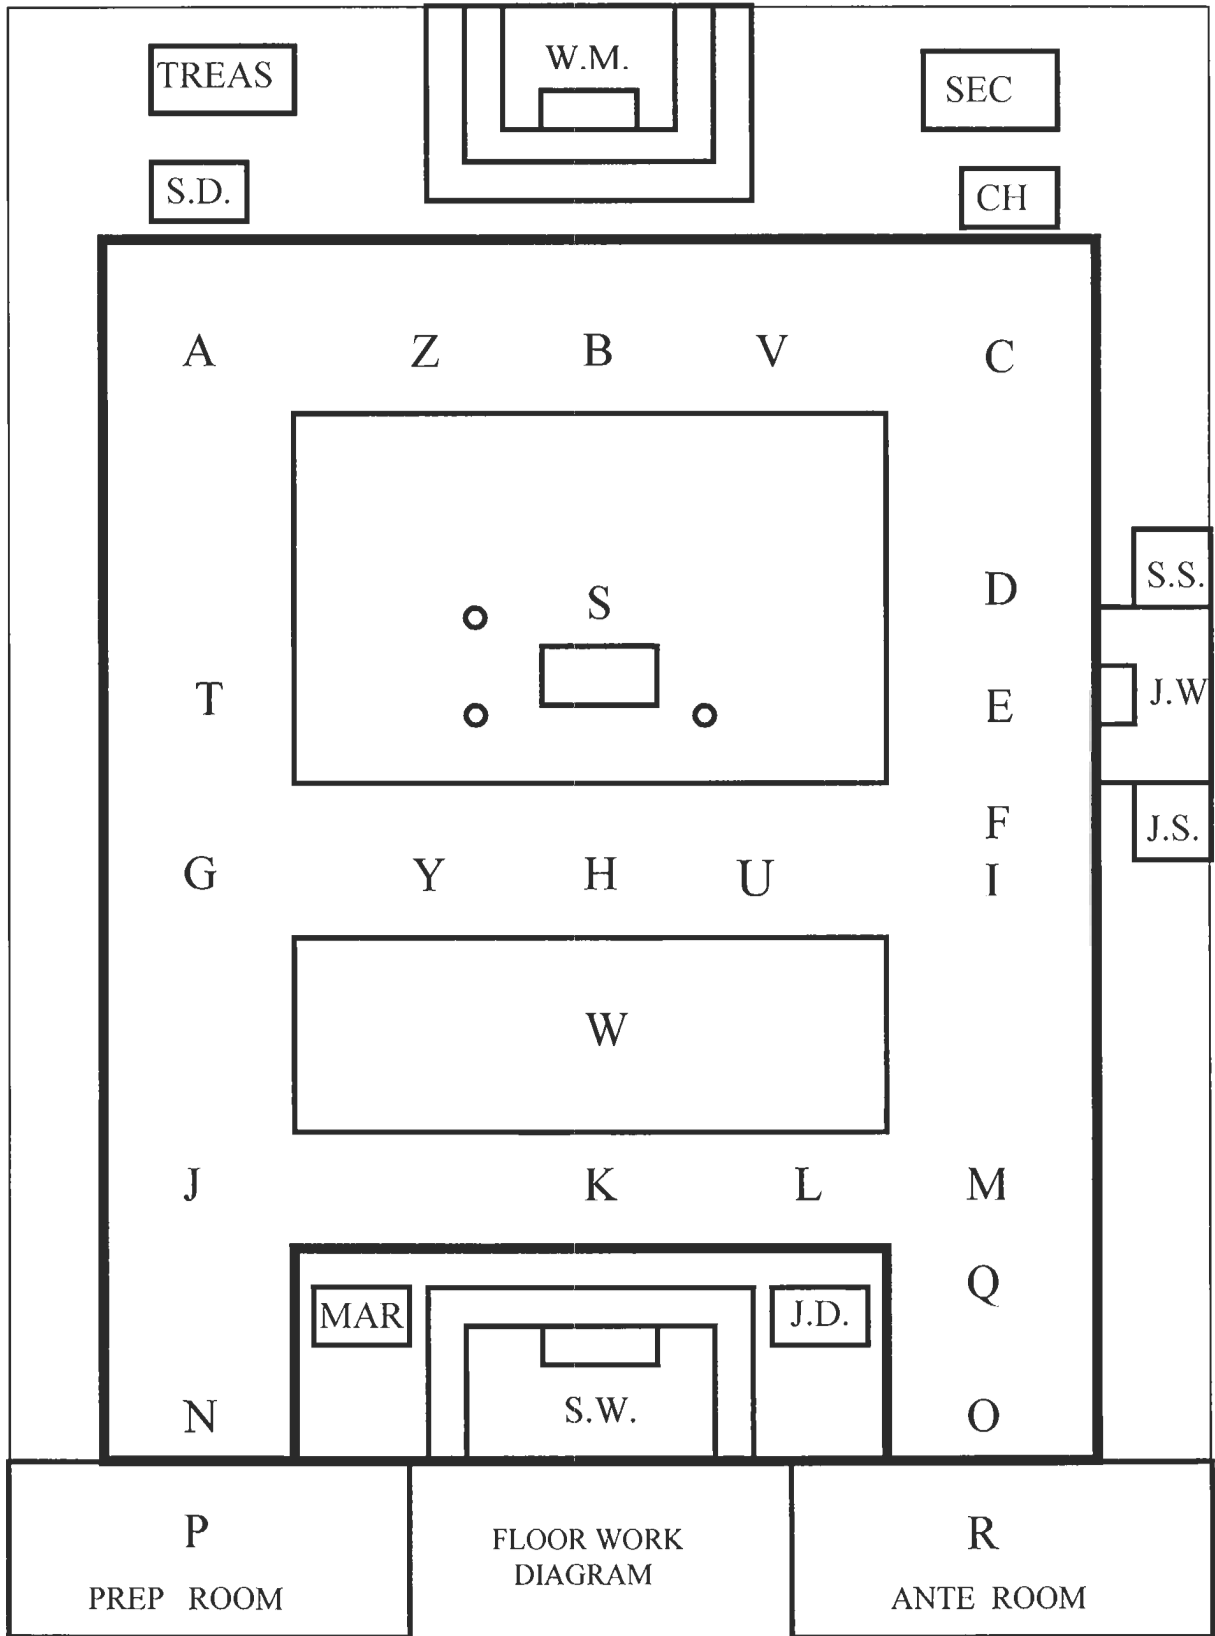 W.M.
TREAS
SEC
S.D.
CH
A Z B V C
S.S.
D
S
J.W
T
E
F
J.S.
G Y H U I
W
J K L M
Q
MAR
J.D.
S.W.
N
O
P
R
FLOOR WORK
DIAGRAM
PREP ROOM
ANTE ROOM